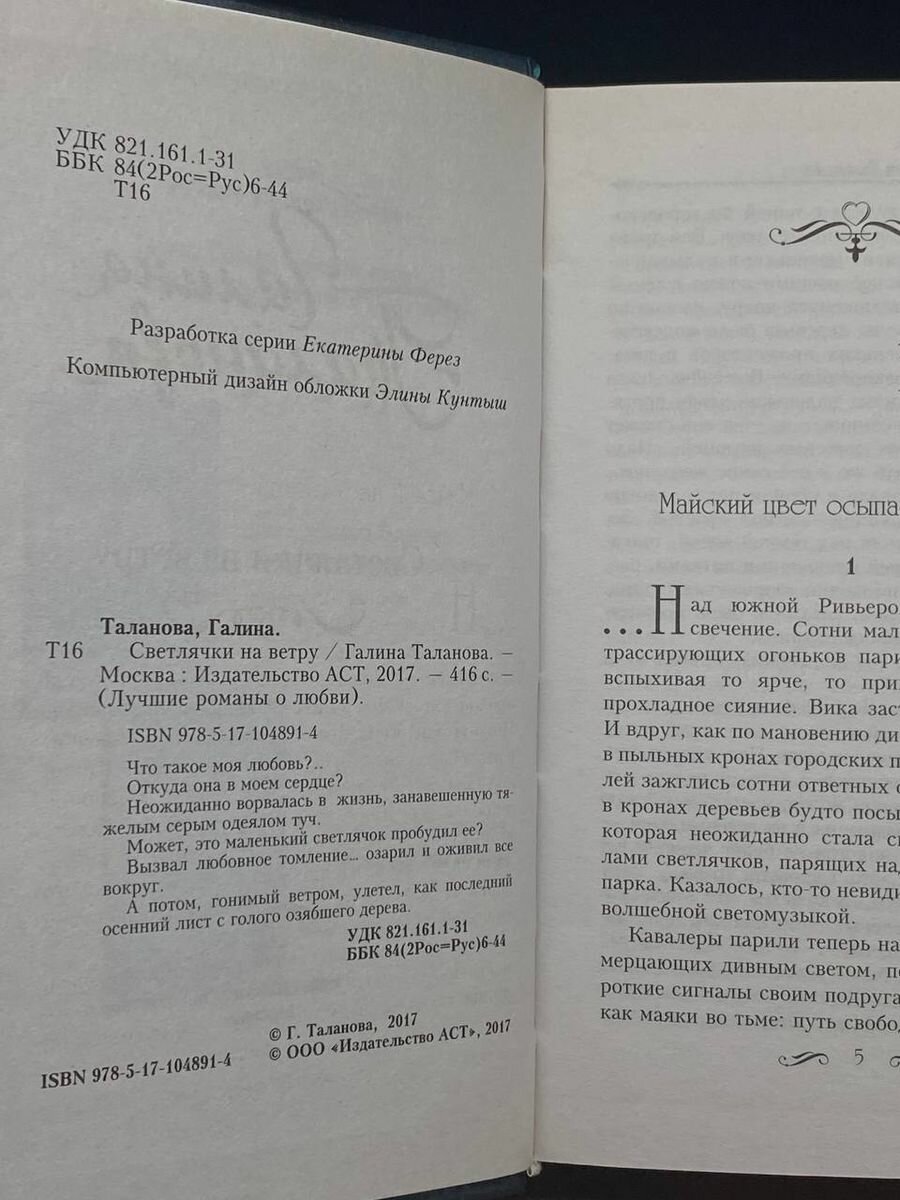 УДК 821.161.1-31
ББК 84(2Рос=Рус)6-44
Т16
Разработка серии Екатерины Ферез
Компьютерный дизайн обложки Элины Кунтыш
Таланова, Галина.
Т16 Светлячки на ветру / Галина Таланова. –
Москва : Издательство АСТ, 2017. – 416 с. –
(Лучшие романы о любви).
ISBN 978-5-17-104891-4
Что такое моя любовь?..
Откуда она в моем сердце?
Неожиданно ворвалась в жизнь, занавешенную тя-
желым серым одеялом туч.
Может, это маленький светлячок пробудил ее?
Вызвал любовное томление... озарил и оживил все
вокруг.
А потом, гонимый ветром, улетел, как последний
осенний лист с голого озябшего дерева.
УДК 821.161.1-31
ББК 84(2Рос=Рус)6-44
© Г. Таланова, 2017
© ООО «Издательство АСТ», 2017
ISBN 978-5-17-104891-4
Майский цвет осыпа
1
...Над южной Ривьеро
свечение. Сотни мал
трассирующих огоньков пари
вспыхивая то ярче, то при
прохладное сияние. Вика заст
И вдруг, как по мановению ди
в пыльных кронах городских п
лей зажглись сотни ответных о
в кронах деревьев будто посы
которая неожиданно стала с
лами светлячков, парящих над
парка. Казалось, кто-то невиди
волшебной светомузыкой.
Кавалеры парили теперь на
мерцающих дивным светом, по
роткие сигналы своим подруга
как маяки во тьме: путь свобод
5